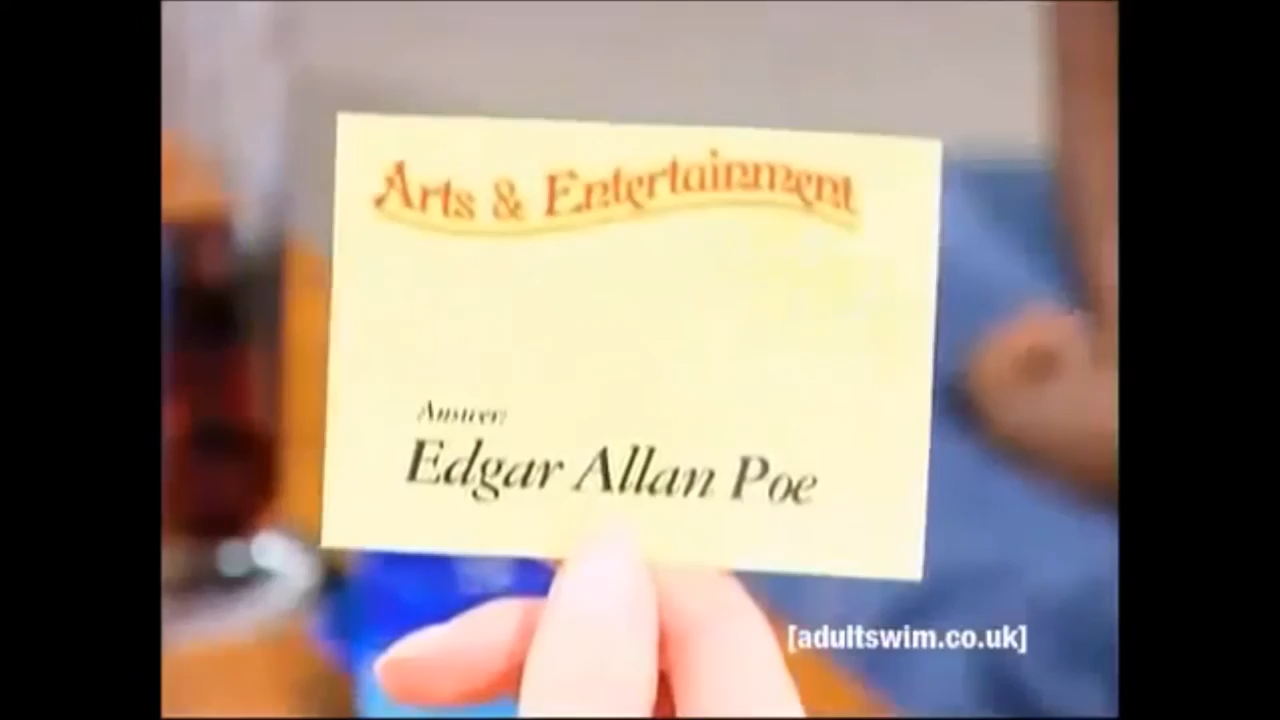 Arts & Entertainment
Answer:
Edgar Allan Poe
[adultswim.co.uk]